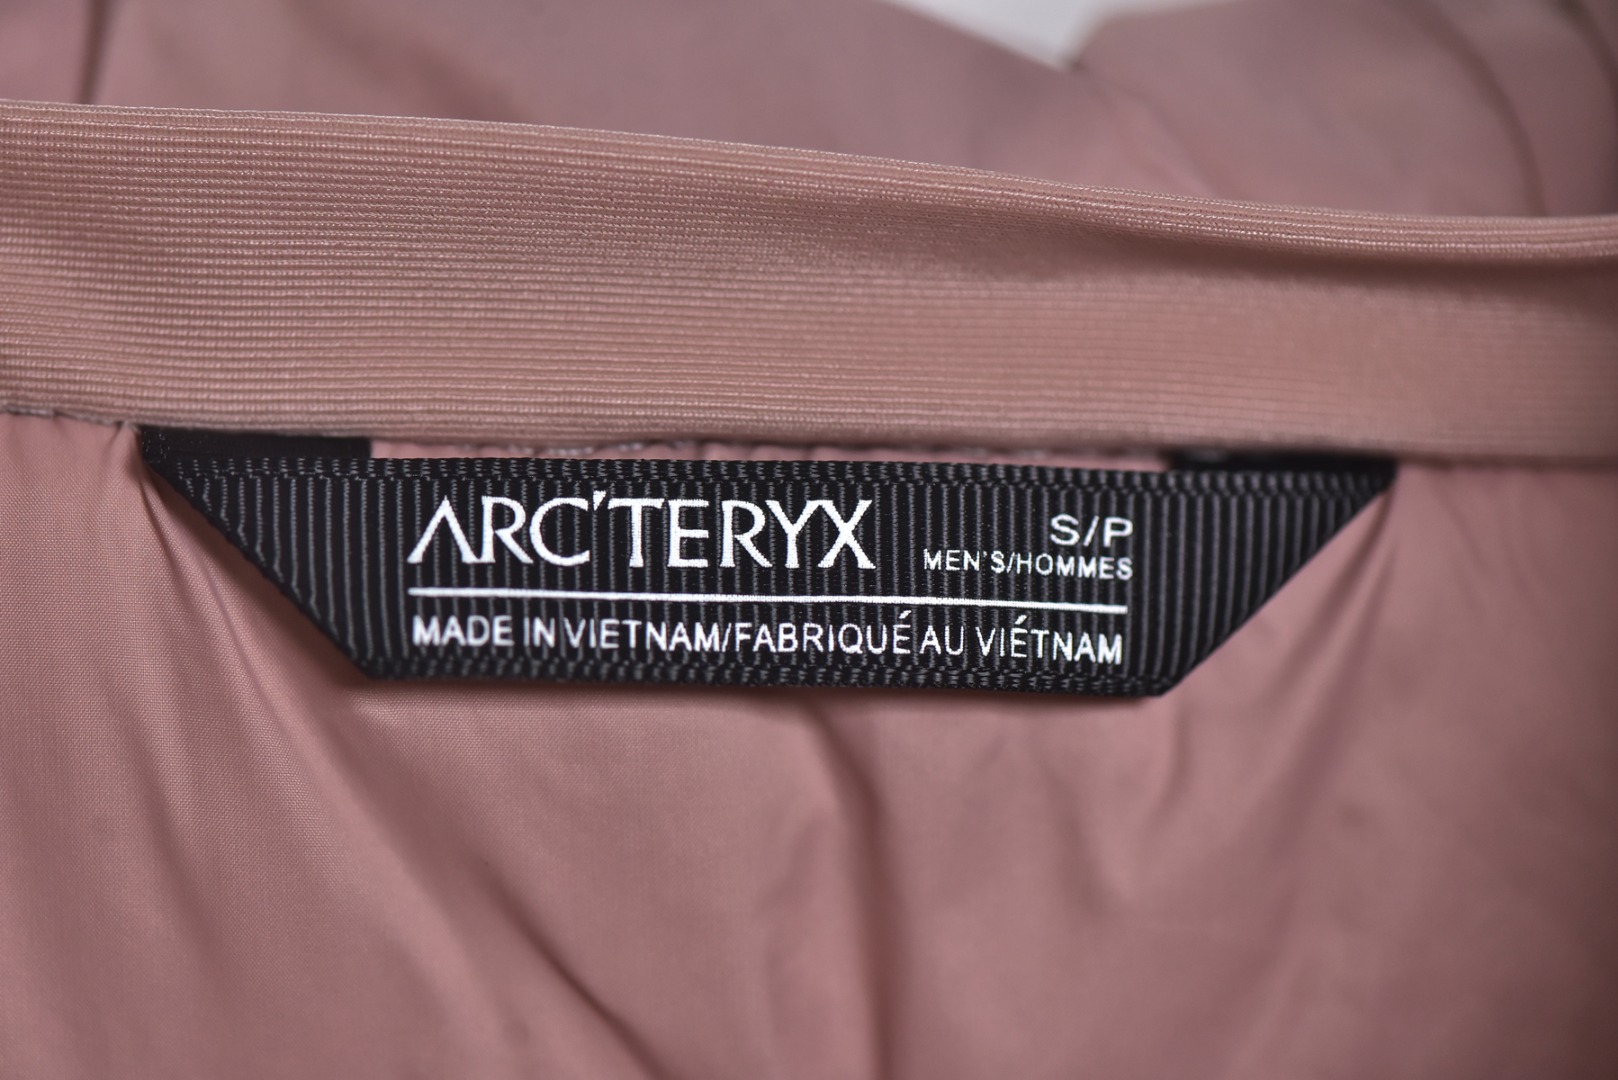 ARC'TERYX
S/P
MEN'S/HOMMES
MADE IN VIETNAM/FABRIQUÉ AU VIÉTNAM